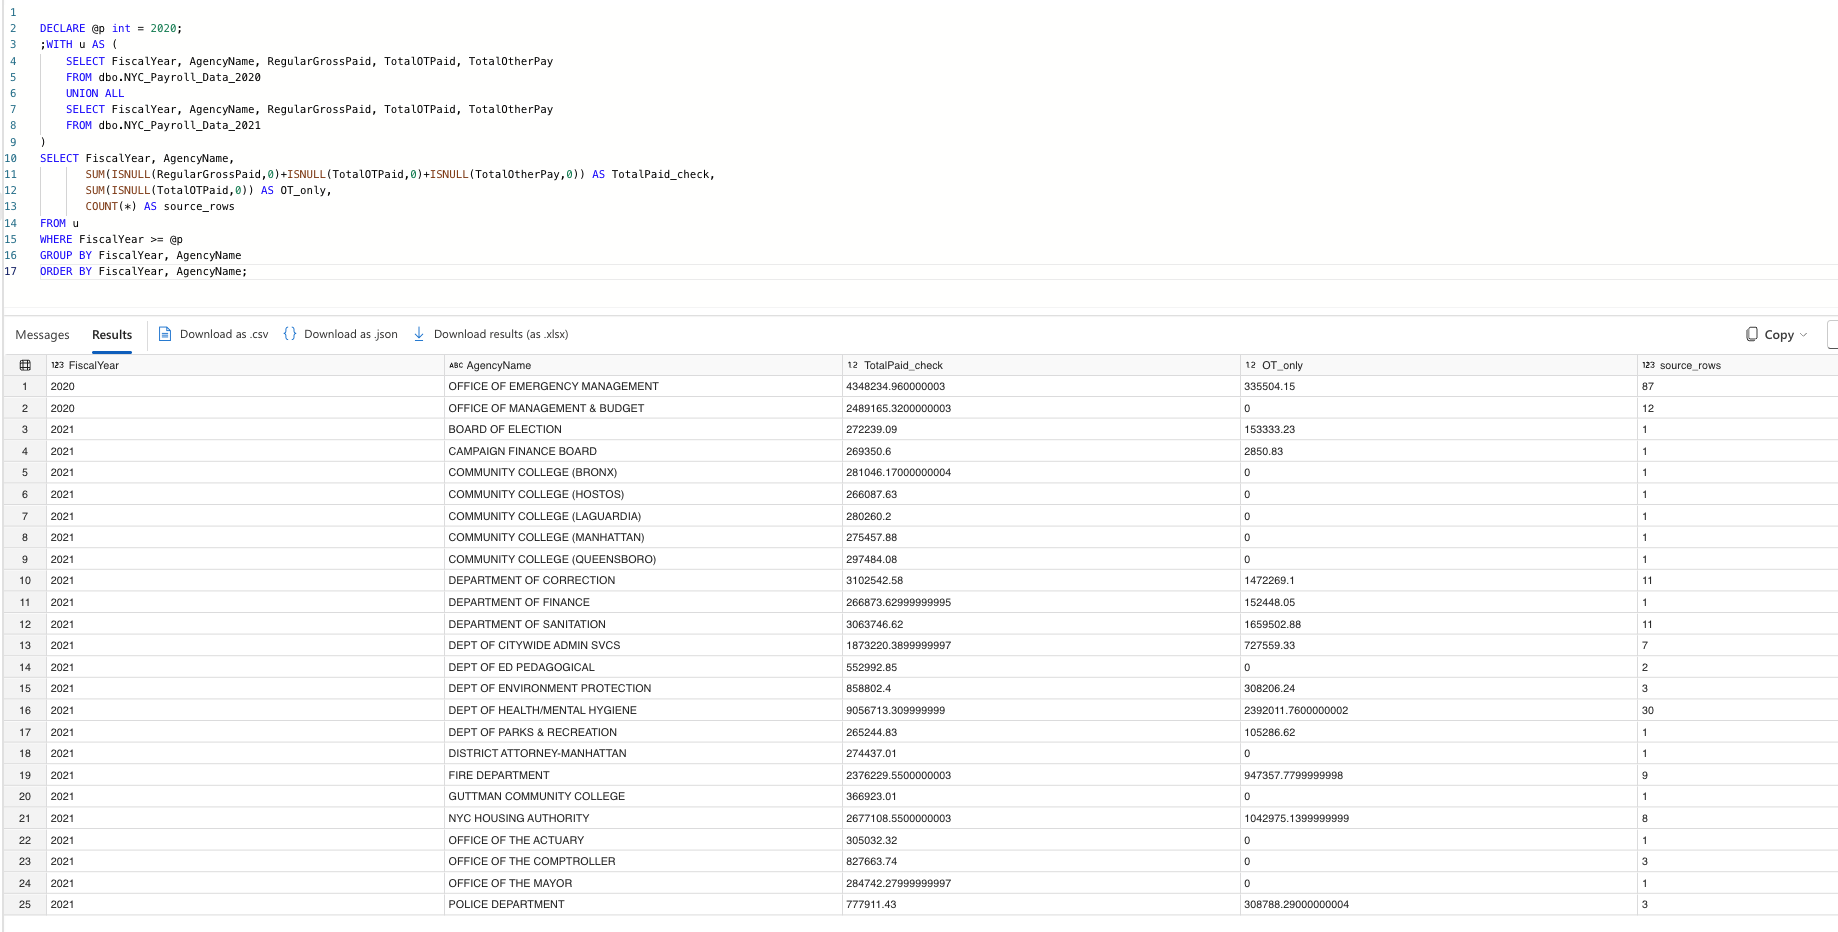 1
2 DECLARE @p int = 2020;
3 ;WITH u AS (
4 SELECT FiscalYear, AgencyName, RegularGrossPaid, TotalOTPaid, TotalOtherPay
5 FROM dbo.NYC_Payroll_Data_2020
6 UNION ALL
7 SELECT FiscalYear, AgencyName, RegularGrossPaid, TotalOTPaid, TotalOtherPay
8 FROM dbo.NYC_Payroll_Data_2021
9 )
10 SELECT FiscalYear, AgencyName,
11 SUM(ISNULL(RegularGrossPaid,0)+ISNULL(TotalOTPaid,0)+ISNULL(TotalOtherPay,0)) AS TotalPaid_check,
12 SUM(ISNULL(TotalOTPaid,0)) AS OT_only,
13 COUNT(*) AS source_rows
14 FROM u
15 WHERE FiscalYear >= @p
16 GROUP BY FiscalYear, AgencyName
17 ORDER BY FiscalYear, AgencyName;
Messages Results Download as .csv {} Download as .json Download results (as .xlsx) Copy
123 FiscalYear ABC AgencyName 12 TotalPaid_check 12 OT_only 123 source_rows
1 2020 OFFICE OF EMERGENCY MANAGEMENT 4348234.960000003 335504.15 87
2 2020 OFFICE OF MANAGEMENT & BUDGET 2489165.3200000003 0 12
3 2021 BOARD OF ELECTION 272239.09 153333.23 1
4 2021 CAMPAIGN FINANCE BOARD 269350.6 2850.83 1
5 2021 COMMUNITY COLLEGE (BRONX) 281046.17000000004 0 1
6 2021 COMMUNITY COLLEGE (HOSTOS) 266087.63 0 1
7 2021 COMMUNITY COLLEGE (LAGUARDIA) 280260.2 0 1
8 2021 COMMUNITY COLLEGE (MANHATTAN) 275457.88 0 1
9 2021 COMMUNITY COLLEGE (QUEENSBORO) 297484.08 0 1
10 2021 DEPARTMENT OF CORRECTION 3102542.58 1472269.1 11
11 2021 DEPARTMENT OF FINANCE 266873.62999999995 152448.05 1
12 2021 DEPARTMENT OF SANITATION 3063746.62 1659502.88 11
13 2021 DEPT OF CITYWIDE ADMIN SVCS 1873220.3899999997 727559.33 7
14 2021 DEPT OF ED PEDAGOGICAL 552992.85 0 2
15 2021 DEPT OF ENVIRONMENT PROTECTION 858802.4 308206.24 3
16 2021 DEPT OF HEALTH/MENTAL HYGIENE 9056713.309999999 2392011.7600000002 30
17 2021 DEPT OF PARKS & RECREATION 265244.83 105286.62 1
18 2021 DISTRICT ATTORNEY-MANHATTAN 274437.01 0 1
19 2021 FIRE DEPARTMENT 2376229.5500000003 947357.7799999998 9
20 2021 GUTTMAN COMMUNITY COLLEGE 366923.01 0 1
21 2021 NYC HOUSING AUTHORITY 2677108.5500000003 1042975.1399999999 8
22 2021 OFFICE OF THE ACTUARY 305032.32 0 1
23 2021 OFFICE OF THE COMPTROLLER 827663.74 0 3
24 2021 OFFICE OF THE MAYOR 284742.27999999997 0 1
25 2021 POLICE DEPARTMENT 777911.43 308788.29000000004 3